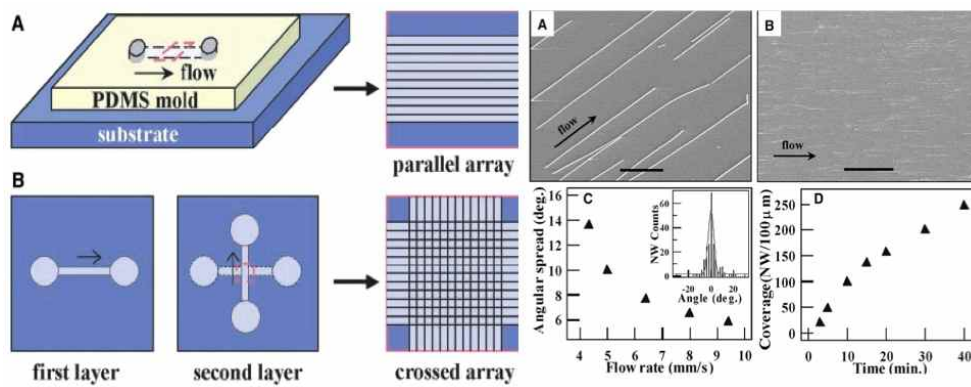 A
flow
PDMS mold
substrate
parallel array
B
first layer
second layer
crossed array
A
flow
B
flow
C
Angular spread (deg.)
16
14
12
10
8
6
4
5
6
7
8
9
10
Flow rate (mm/s)
NW Counts
60
40
20
0
-20
0
20
Angle (deg.)
D
Coverage(NW/100μm)
250
200
150
100
50
0
0
10
20
30
40
Time (min.)